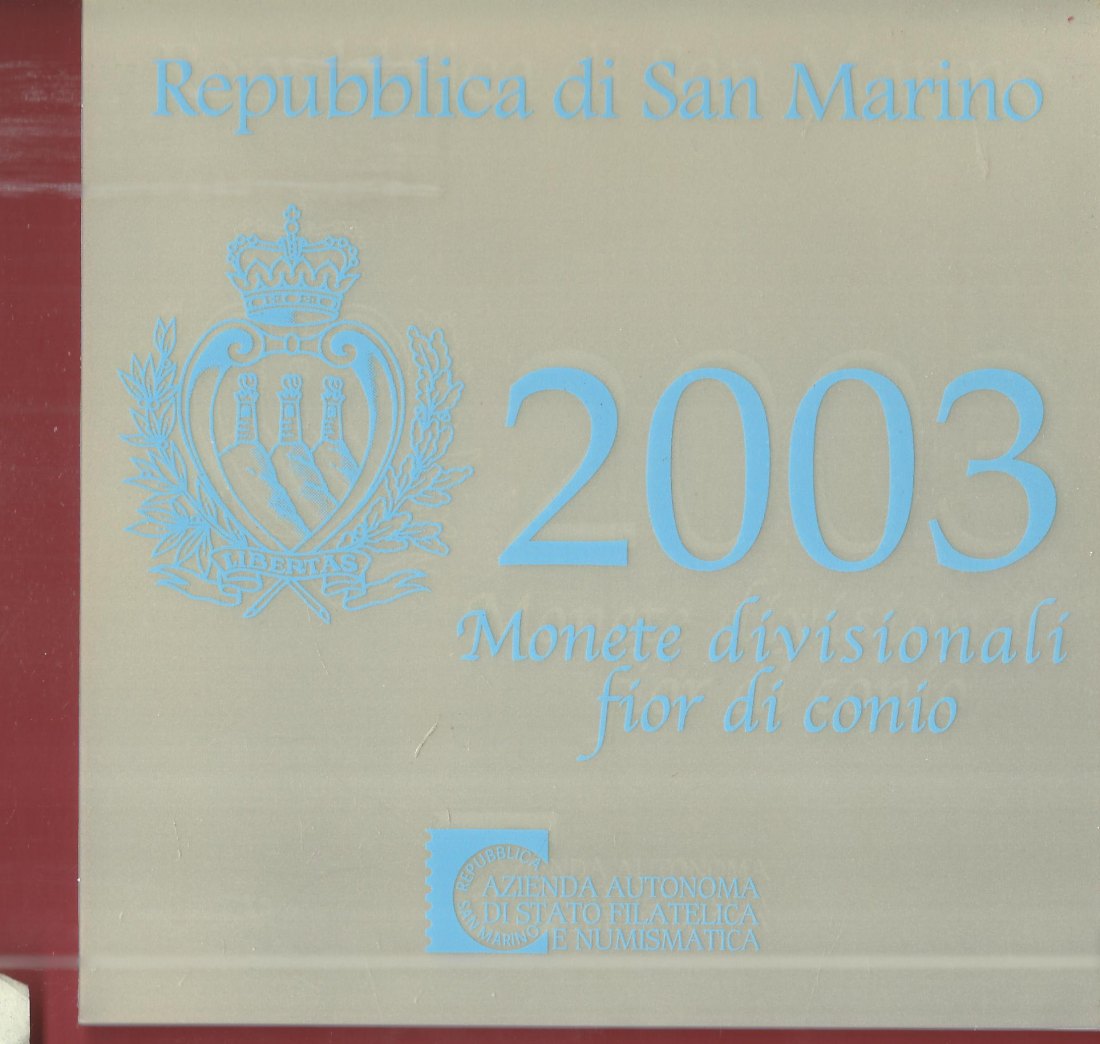 Repubblica di San Marino
LIBERTAS
2003
Monete divisionali
fior di conio
REPUBBLICA
SAN MARINO
AZIENDA AUTONOMA
DI STATO FILATELICA
E NUMISMATICA